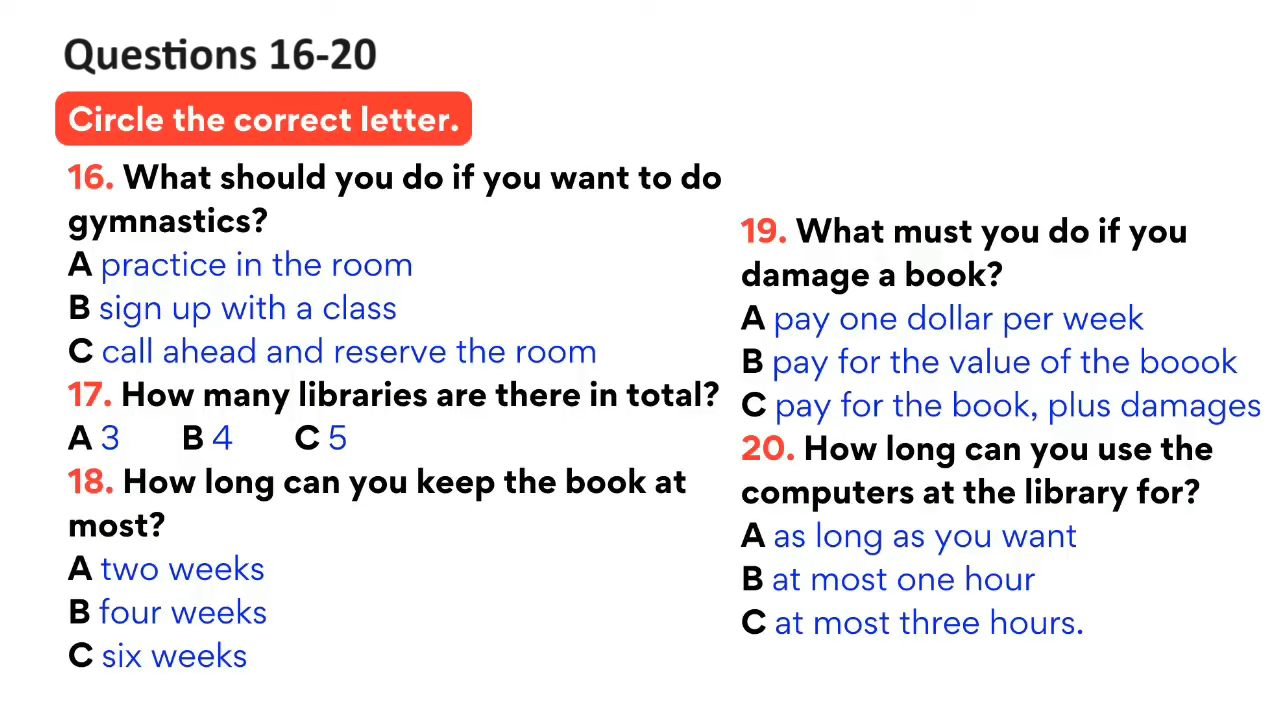 Questions 16-20
Circle the correct letter.
16. What should you do if you want to do
gymnastics?
A practice in the room
B sign up with a class
C call ahead and reserve the room
17. How many libraries are there in total?
A 3 B 4 C 5
18. How long can you keep the book at
most?
A two weeks
B four weeks
C six weeks
19. What must you do if you
damage a book?
A pay one dollar per week
B pay for the value of the boook
C pay for the book, plus damages
20. How long can you use the
computers at the library for?
A as long as you want
B at most one hour
C at most three hours.